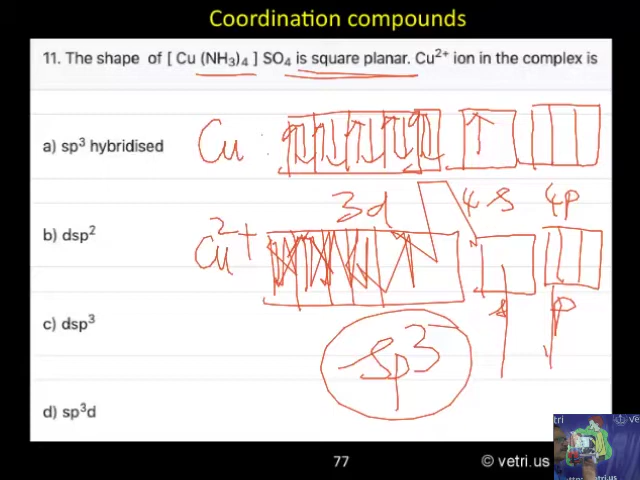 Coordination compounds
11. The shape of [ Cu (NH₃)₄ ] SO₄ is square planar. Cu²⁺ ion in the complex is
Cu :
a) sp³ hybridised
3d 4s 4p
b) dsp²
Cu²⁺
s p
c) dsp³
sp³
d) sp³d
77
© vetri.us